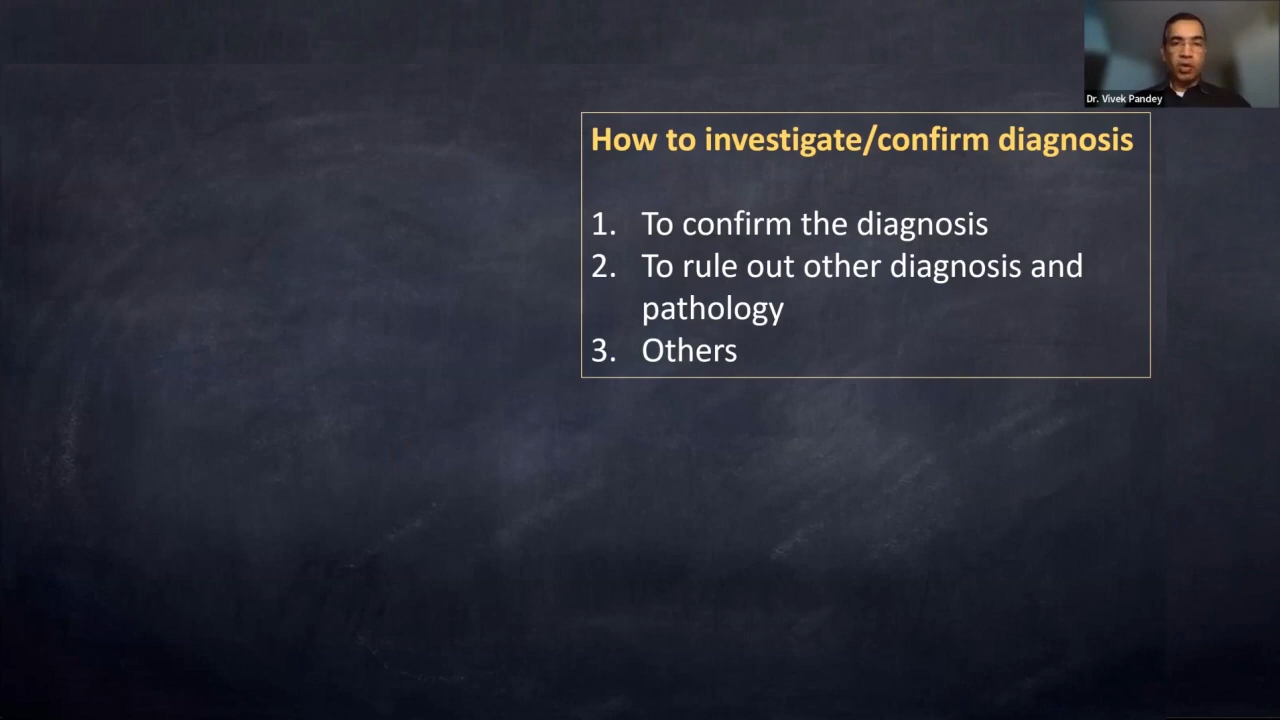 Dr. Vivek Pandey
How to investigate/confirm diagnosis
1. To confirm the diagnosis
2. To rule out other diagnosis and
pathology
3. Others